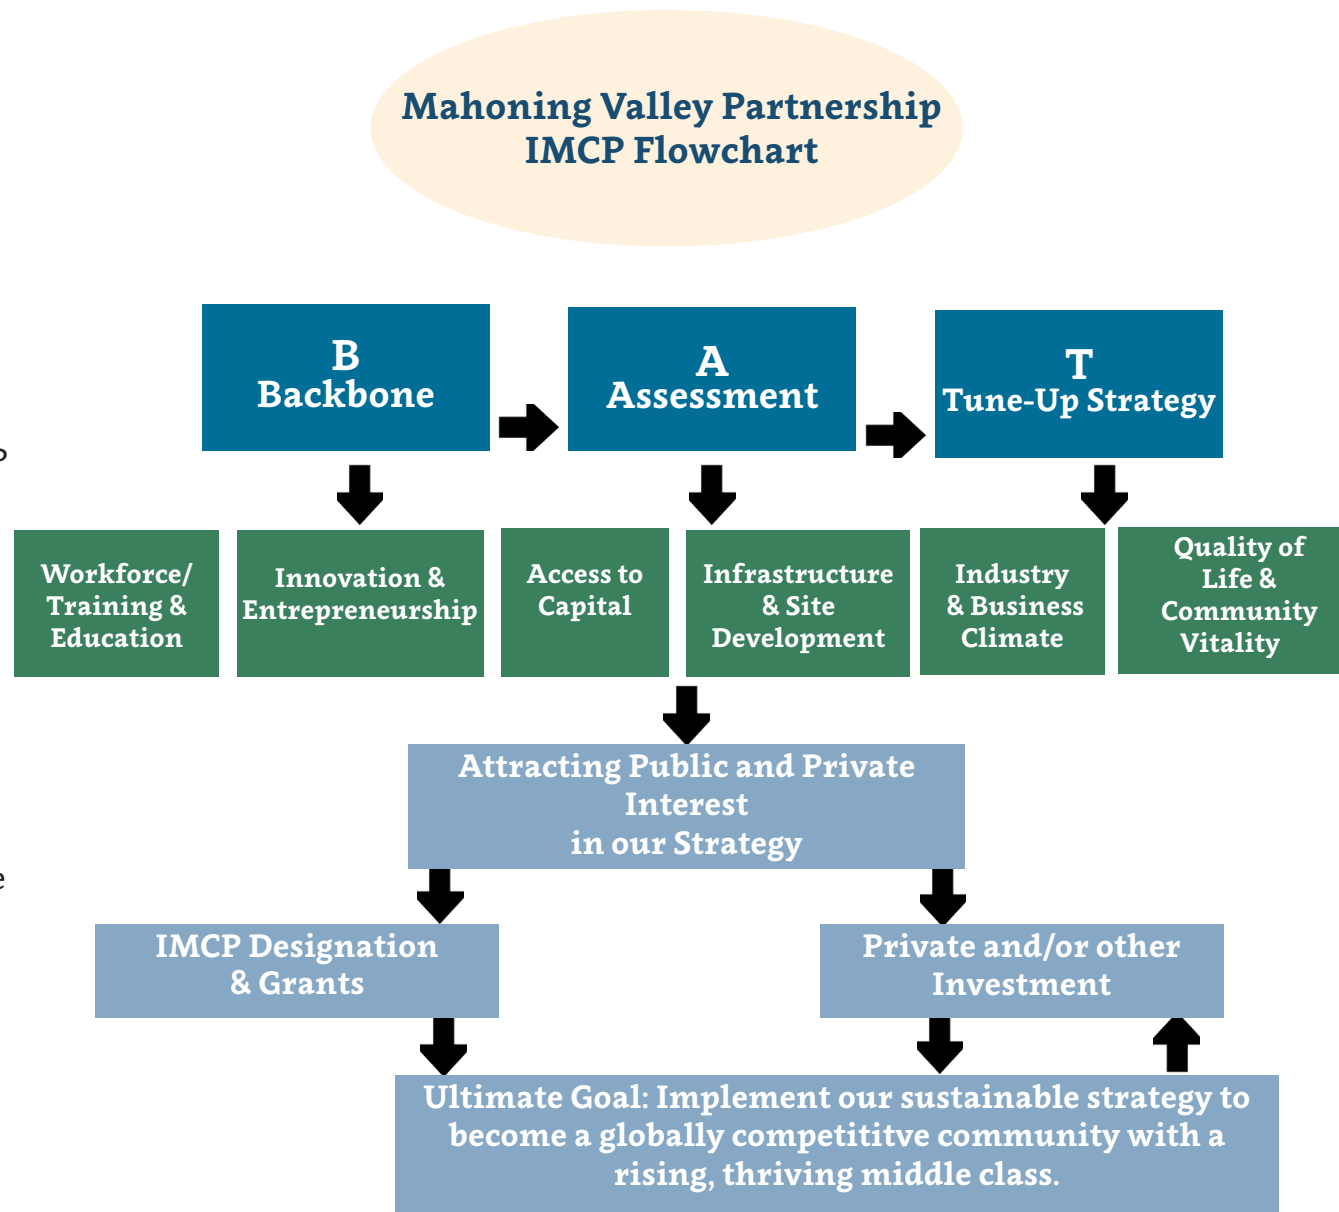 Mahoning Valley Partnership
IMCP Flowchart
B
Backbone
A
Assessment
T
Tune-Up Strategy
Workforce/
Training &
Education
Innovation &
Entrepreneurship
Access to
Capital
Infrastructure
& Site
Development
Industry
& Business
Climate
Quality of
Life &
Community
Vitality
Attracting Public and Private
Interest
in our Strategy
e
IMCP Designation
& Grants
Private and/or other
Investment
Ultimate Goal: Implement our sustainable strategy to
become a globally competititve community with a
rising, thriving middle class.